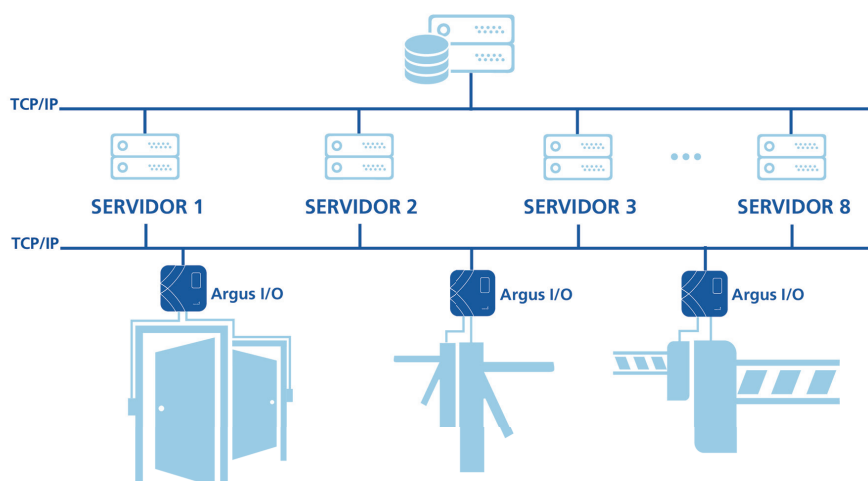 TCP/IP
SERVIDOR 1
SERVIDOR 2
SERVIDOR 3
SERVIDOR 8
TCP/IP
Argus I/O
Argus I/O
Argus I/O